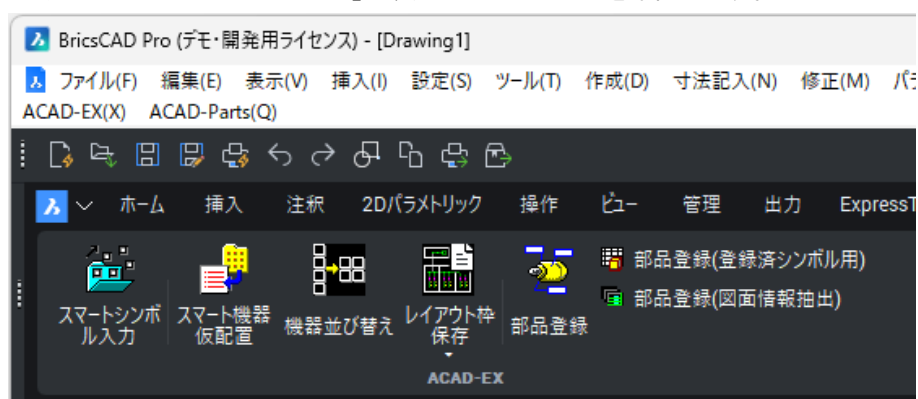 BricsCAD Pro (デモ・開発用ライセンス) - [Drawing1]
ファイル(F) 編集(E) 表示(V) 挿入(I) 設定(S) ツール(T) 作成(D) 寸法記入(N) 修正(M) パラ
ACAD-EX(X) ACAD-Parts(Q)
ホーム 挿入 注釈 2Dパラメトリック 操作 ビュー 管理 出力 ExpressT
スマートシンボル入力 スマート機器仮配置 機器並び替え レイアウト枠保存 部品登録
部品登録(登録済シンボル用)
部品登録(図面情報抽出)
ACAD-EX